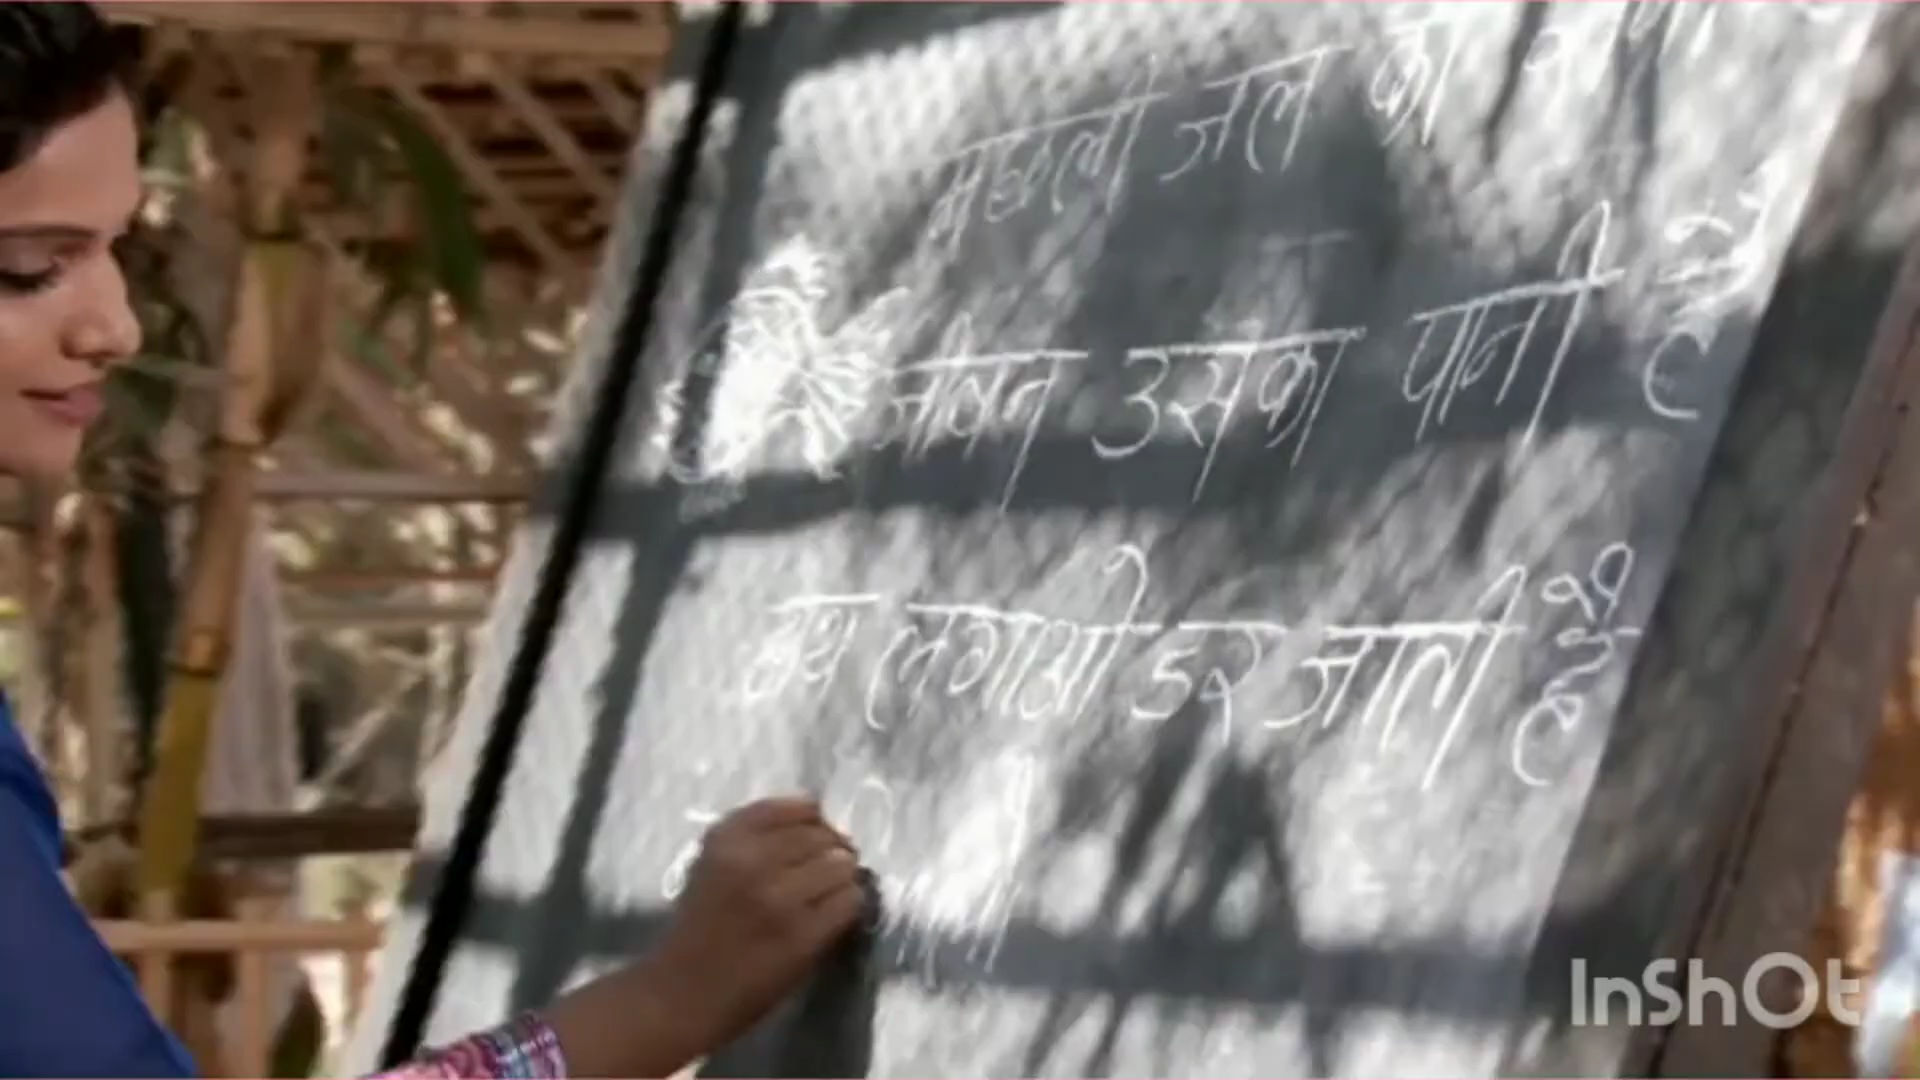 मछली जल की
जीवन उसका पानी है
हाथ लगाओ डर जाती है
InShOt